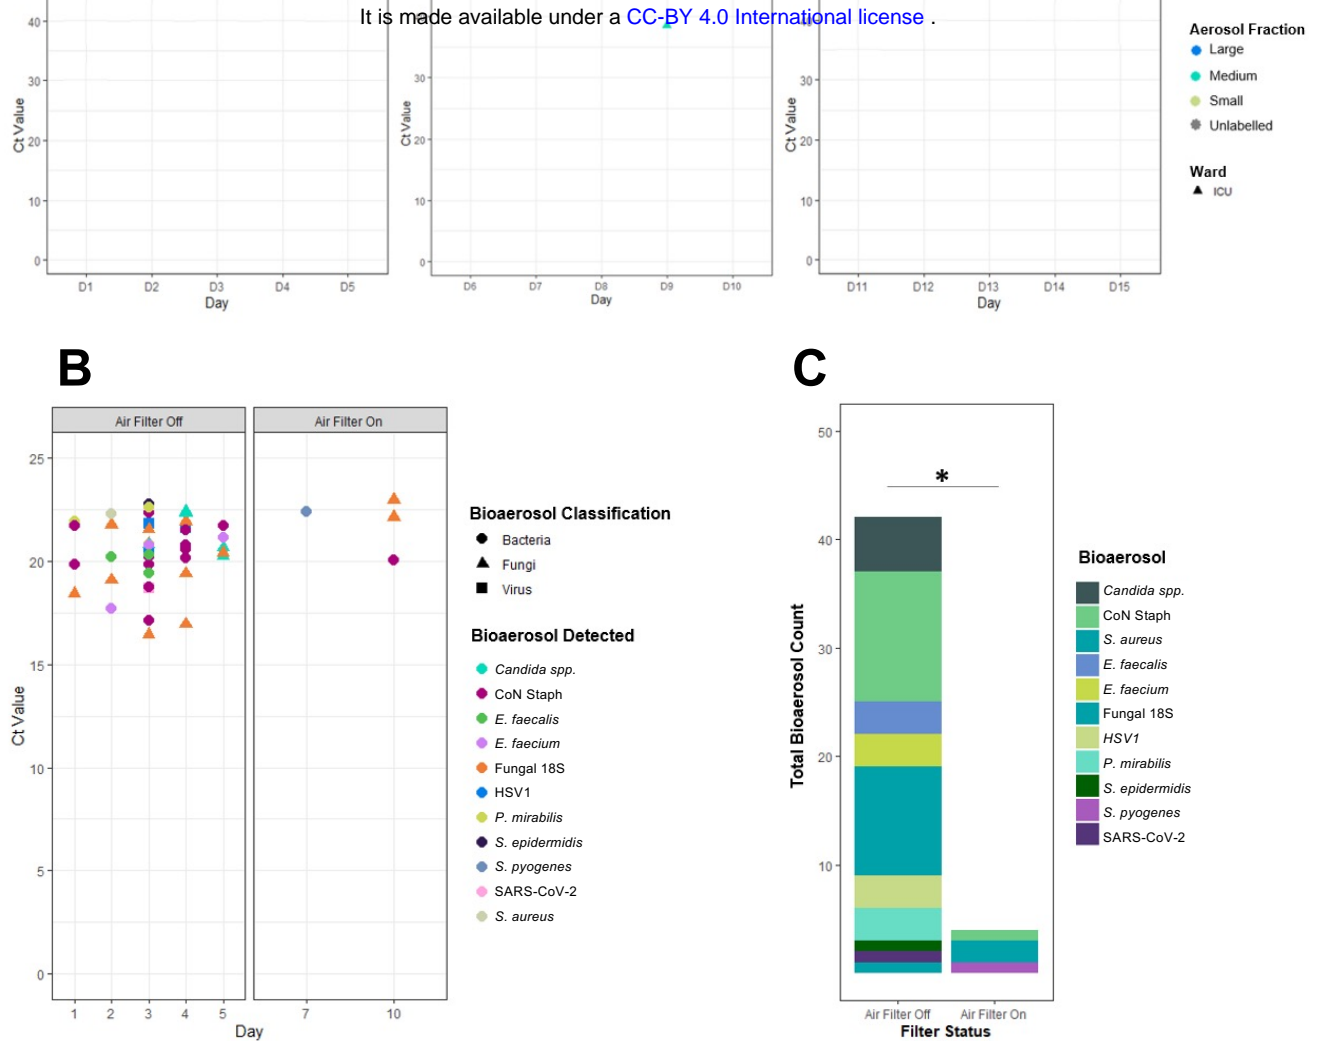 It is made available under a CC-BY 4.0 International license .
40
30
20
10
0
Ct Value
D1 D2 D3 D4 D5
Day
30
20
10
0
Ct Value
D6 D7 D8 D9 D10
Day
30
20
10
0
Ct Value
D11 D12 D13 D14 D15
Day
Aerosol Fraction
Large
Medium
Small
Unlabelled
Ward
ICU
B
Air Filter Off
Air Filter On
25
20
15
10
5
0
Ct Value
1 2 3 4 5
7 10
Day
Bioaerosol Classification
Bacteria
Fungi
Virus
Bioaerosol Detected
Candida spp.
CoN Staph
E. faecalis
E. faecium
Fungal 18S
HSV1
P. mirabilis
S. epidermidis
S. pyogenes
SARS-CoV-2
S. aureus
C
50
40
30
20
10
Total Bioaerosol Count
*
Air Filter Off Air Filter On
Filter Status
Bioaerosol
Candida spp.
CoN Staph
S. aureus
E. faecalis
E. faecium
Fungal 18S
HSV1
P. mirabilis
S. epidermidis
S. pyogenes
SARS-CoV-2